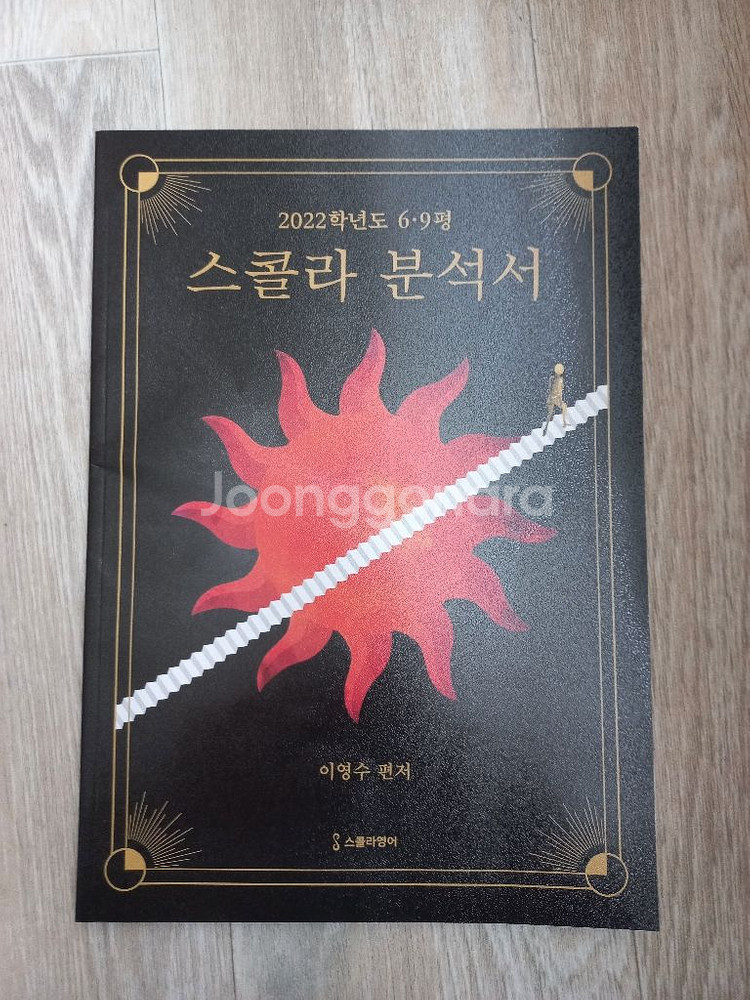 2022학년도 6·9평
스콜라 분석서
Joonggonara
이영수 편저
스콜라영어